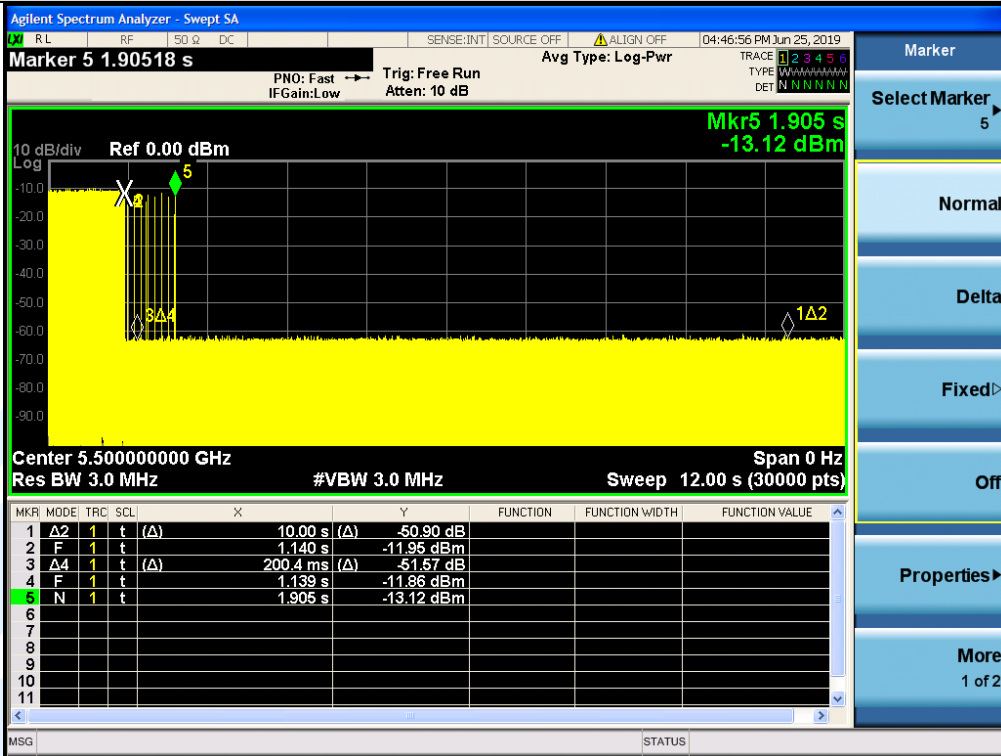 Agilent Spectrum Analyzer - Swept SA
LXI RL RF 50 Ω DC SENSE:INT SOURCE OFF ALIGN OFF 04:46:56 PM Jun 25, 2019
Marker 5 1.90518 s
PNO: Fast
IFGain:Low
Trig: Free Run
Atten: 10 dB
Avg Type: Log-Pwr
TRACE 1 2 3 4 5 6
TYPE
DET N N N N N N
Mkr5 1.905 s
-13.12 dBm
10 dB/div Ref 0.00 dBm
Log
-10.0
-20.0
-30.0
-40.0
-50.0
-60.0
-70.0
-80.0
-90.0
5
2
3Δ4
1Δ2
Center 5.500000000 GHz Span 0 Hz
Res BW 3.0 MHz #VBW 3.0 MHz Sweep 12.00 s (30000 pts)
MKR MODE TRC SCL X Y FUNCTION FUNCTION WIDTH FUNCTION VALUE
1 Δ2 1 t (Δ) 10.00 s (Δ) -50.90 dB
2 F 1 t 1.140 s -11.95 dBm
3 Δ4 1 t (Δ) 200.4 ms (Δ) -51.57 dB
4 F 1 t 1.139 s -11.86 dBm
5 N 1 t 1.905 s -13.12 dBm
6
7
8
9
10
11
MSG STATUS
Marker
Select Marker
5
Normal
Delta
Fixed
Off
Properties
More
1 of 2